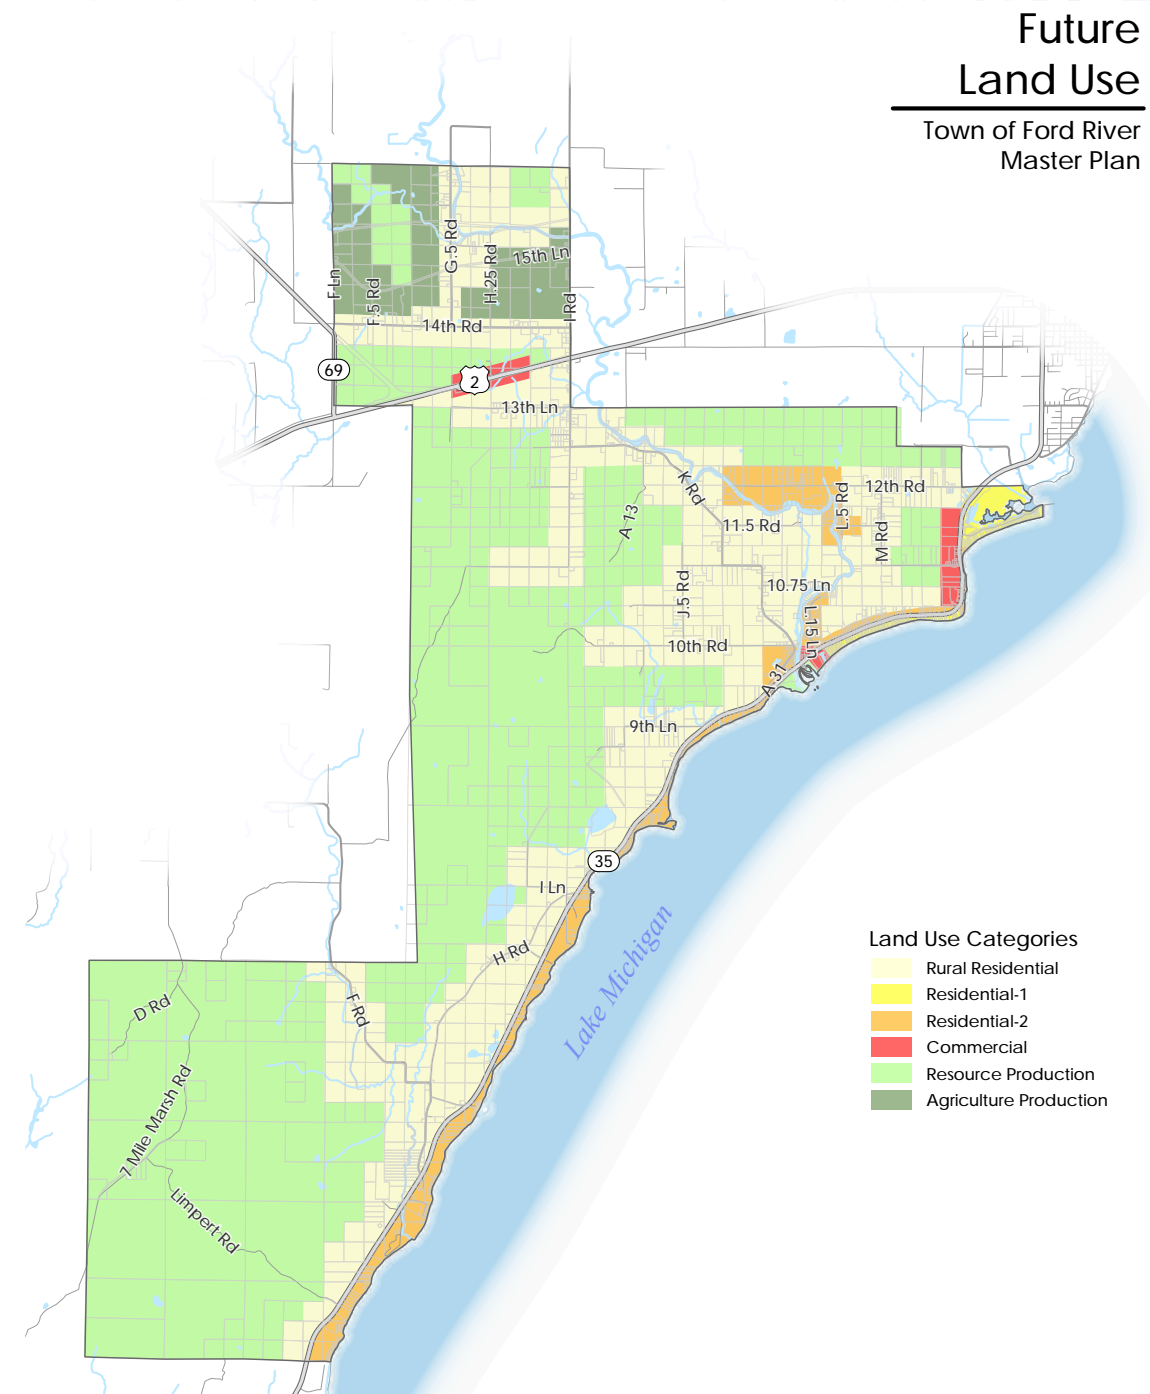 Future
Land Use
Town of Ford River
Master Plan
G.5 Rd
H.25 Rd
15th Ln
F Ln
F.5 Rd
I Rd
14th Rd
69
2
13th Ln
K Rd
12th Rd
L.5 Rd
A 13
11.5 Rd
M Rd
10.75 Ln
J.5 Rd
L.15 Ln
10th Rd
A 31
9th Ln
35
I Ln
H Rd
Lake Michigan
D Rd
F Rd
7 Mile Marsh Rd
Limpert Rd
Land Use Categories
Rural Residential
Residential-1
Residential-2
Commercial
Resource Production
Agriculture Production